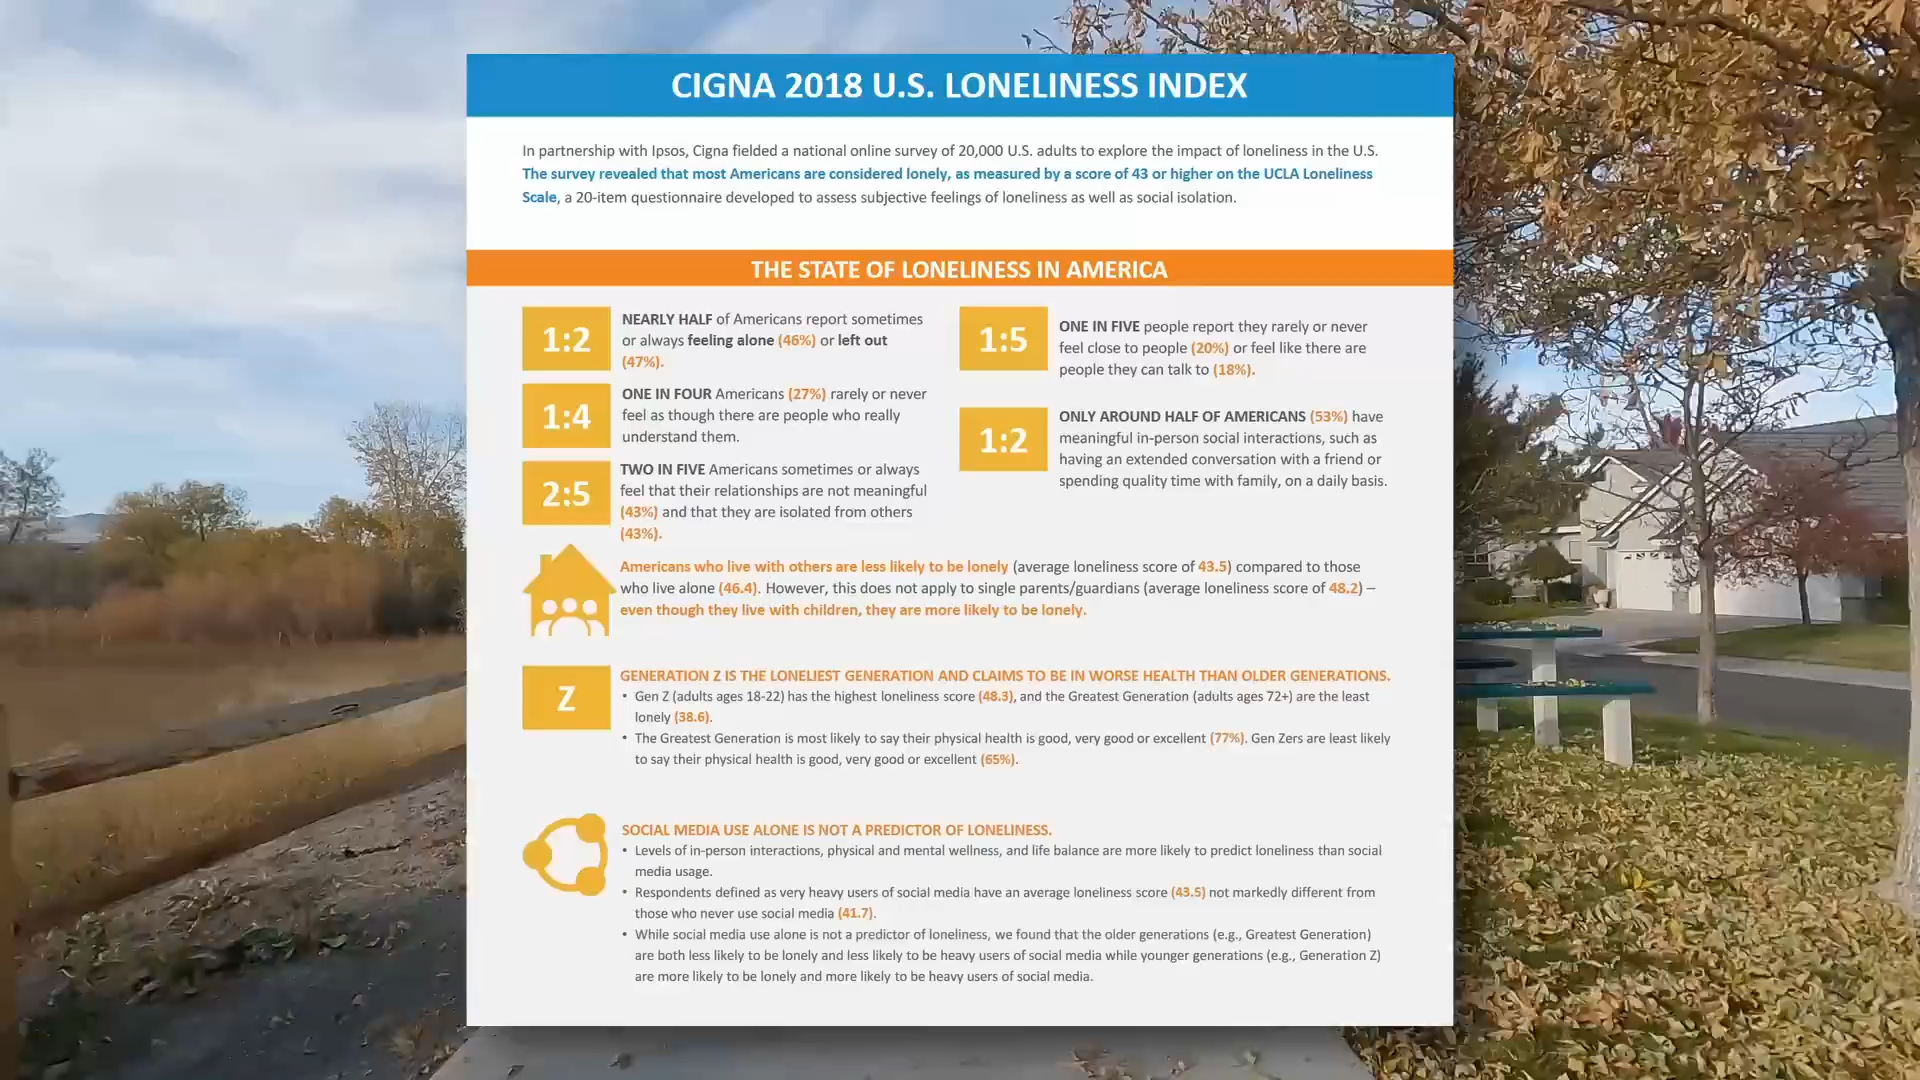 CIGNA 2018 U.S. LONELINESS INDEX
In partnership with Ipsos, Cigna fielded a national online survey of 20,000 U.S. adults to explore the impact of loneliness in the U.S.
The survey revealed that most Americans are considered lonely, as measured by a score of 43 or higher on the UCLA Loneliness
Scale, a 20-item questionnaire developed to assess subjective feelings of loneliness as well as social isolation.
THE STATE OF LONELINESS IN AMERICA
1:2
NEARLY HALF of Americans report sometimes
or always feeling alone (46%) or left out
(47%).
1:4
ONE IN FOUR Americans (27%) rarely or never
feel as though there are people who really
understand them.
2:5
TWO IN FIVE Americans sometimes or always
feel that their relationships are not meaningful
(43%) and that they are isolated from others
(43%).
1:5
ONE IN FIVE people report they rarely or never
feel close to people (20%) or feel like there are
people they can talk to (18%).
1:2
ONLY AROUND HALF OF AMERICANS (53%) have
meaningful in-person social interactions, such as
having an extended conversation with a friend or
spending quality time with family, on a daily basis.
Americans who live with others are less likely to be lonely (average loneliness score of 43.5) compared to those
who live alone (46.4). However, this does not apply to single parents/guardians (average loneliness score of 48.2) –
even though they live with children, they are more likely to be lonely.
Z
GENERATION Z IS THE LONELIEST GENERATION AND CLAIMS TO BE IN WORSE HEALTH THAN OLDER GENERATIONS.
• Gen Z (adults ages 18-22) has the highest loneliness score (48.3), and the Greatest Generation (adults ages 72+) are the least
lonely (38.6).
• The Greatest Generation is most likely to say their physical health is good, very good or excellent (77%). Gen Zers are least likely
to say their physical health is good, very good or excellent (65%).
SOCIAL MEDIA USE ALONE IS NOT A PREDICTOR OF LONELINESS.
• Levels of in-person interactions, physical and mental wellness, and life balance are more likely to predict loneliness than social
media usage.
• Respondents defined as very heavy users of social media have an average loneliness score (43.5) not markedly different from
those who never use social media (41.7).
• While social media use alone is not a predictor of loneliness, we found that the older generations (e.g., Greatest Generation)
are both less likely to be lonely and less likely to be heavy users of social media while younger generations (e.g., Generation Z)
are more likely to be lonely and more likely to be heavy users of social media.